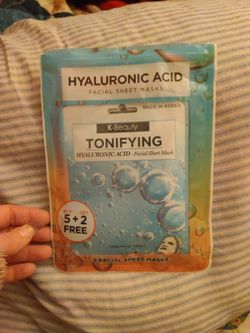 HYALURONIC ACID
FACIAL SHEET MASKS
MADE IN KOREA
K-Beauty
TONIFYING
HYALURONIC ACID - Facial Sheet Mask
5 + 2
FREE
7 FACIAL SHEET MASKS